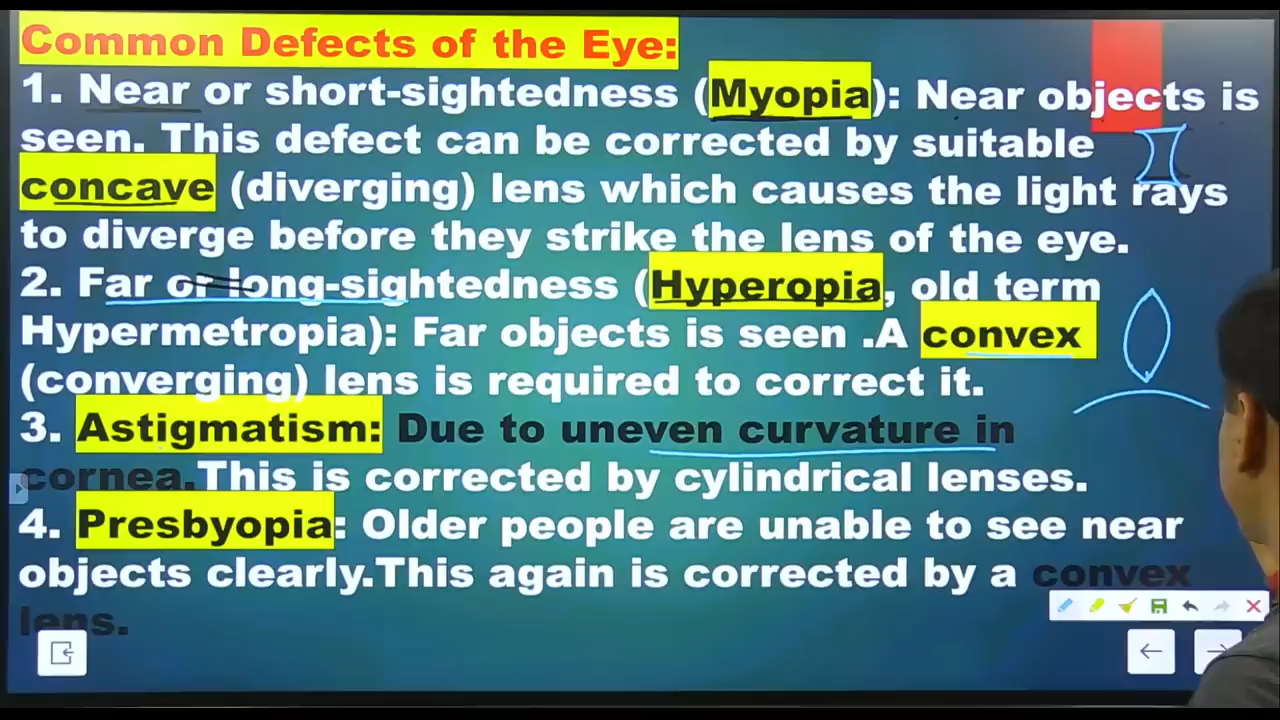 Common Defects of the Eye:
1. Near or short-sightedness (Myopia): Near objects is
seen. This defect can be corrected by suitable
concave (diverging) lens which causes the light rays
to diverge before they strike the lens of the eye.
2. Far or long-sightedness (Hyperopia, old term
Hypermetropia): Far objects is seen .A convex
(converging) lens is required to correct it.
3. Astigmatism: Due to uneven curvature in
cornea.This is corrected by cylindrical lenses.
4. Presbyopia: Older people are unable to see near
objects clearly.This again is corrected by a convex
lens.